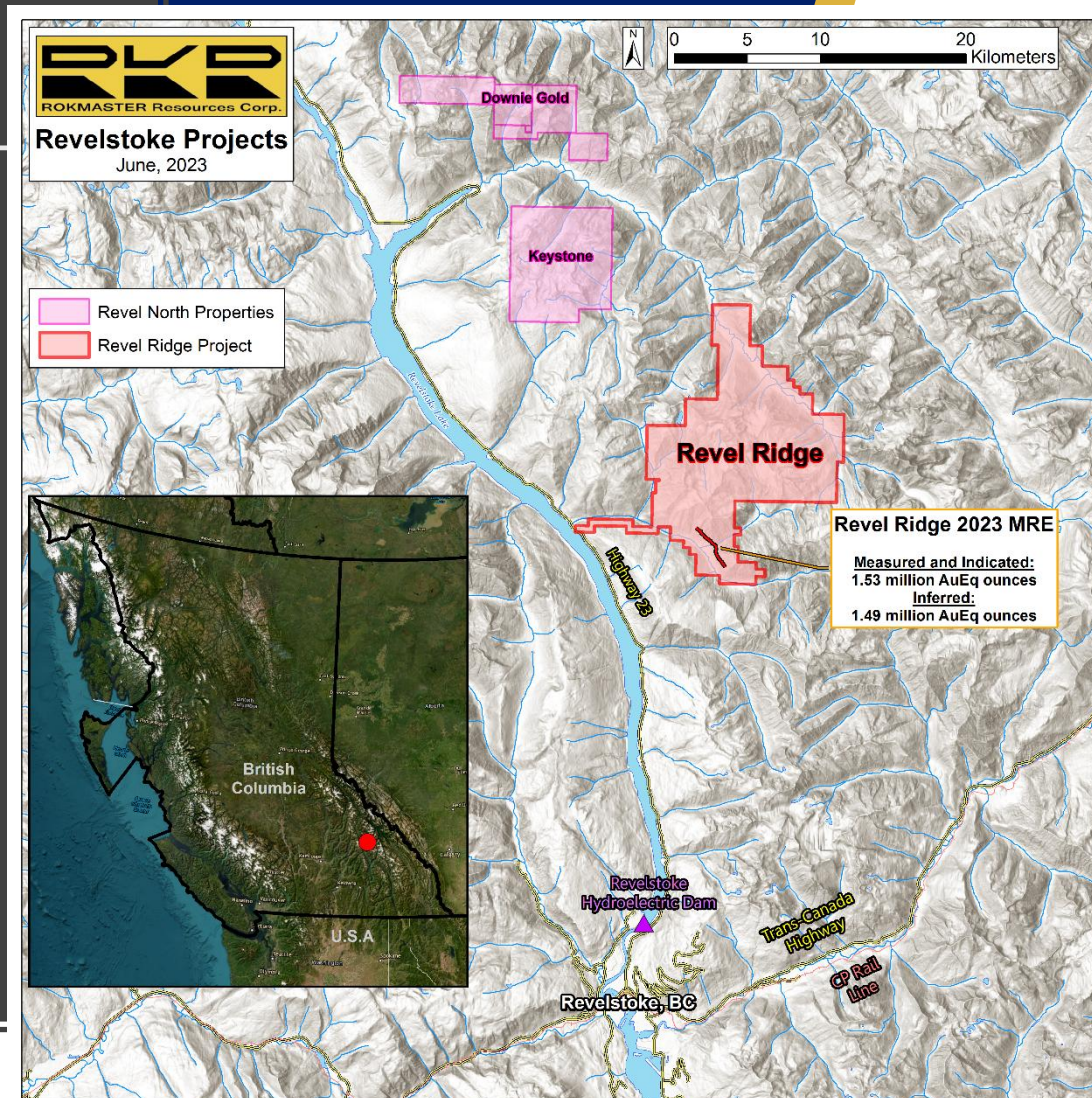 RKR
ROKMASTER Resources Corp.
Revelstoke Projects
June, 2023
N
0 5 10 20
Kilometers
Downie Gold
Keystone
Revel North Properties
Revel Ridge Project
Revelstoke Lake
Revel Ridge
Revel Ridge 2023 MRE
Measured and Indicated:
1.53 million AuEq ounces
Inferred:
1.49 million AuEq ounces
Highway 23
British
Columbia
Alberta
U.S.A
Revelstoke
Hydroelectric Dam
Trans-Canada
Highway
CP Rail
Line
Revelstoke, BC